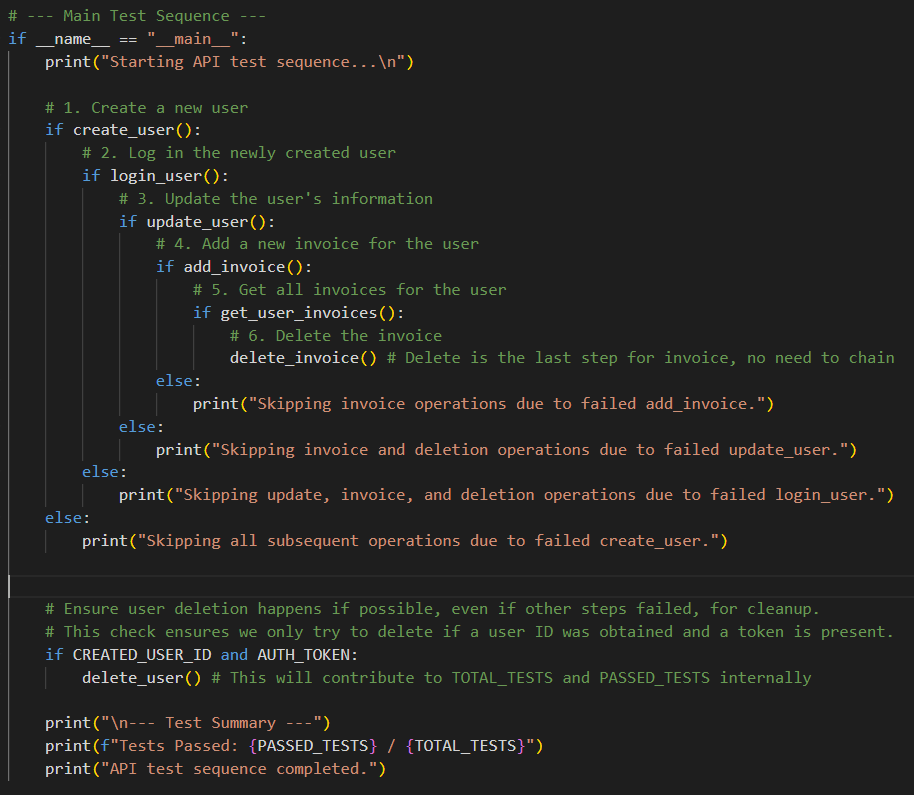 # --- Main Test Sequence ---
if __name__ == "__main__":
    print("Starting API test sequence...\n")

    # 1. Create a new user
    if create_user():
        # 2. Log in the newly created user
        if login_user():
            # 3. Update the user's information
            if update_user():
                # 4. Add a new invoice for the user
                if add_invoice():
                    # 5. Get all invoices for the user
                    if get_user_invoices():
                        # 6. Delete the invoice
                        delete_invoice() # Delete is the last step for invoice, no need to chain
                else:
                    print("Skipping invoice operations due to failed add_invoice.")
            else:
                print("Skipping invoice and deletion operations due to failed update_user.")
        else:
            print("Skipping update, invoice, and deletion operations due to failed login_user.")
    else:
        print("Skipping all subsequent operations due to failed create_user.")


    # Ensure user deletion happens if possible, even if other steps failed, for cleanup.
    # This check ensures we only try to delete if a user ID was obtained and a token is present.
    if CREATED_USER_ID and AUTH_TOKEN:
        delete_user() # This will contribute to TOTAL_TESTS and PASSED_TESTS internally

    print("\n--- Test Summary ---")
    print(f"Tests Passed: {PASSED_TESTS} / {TOTAL_TESTS}")
    print("API test sequence completed.")